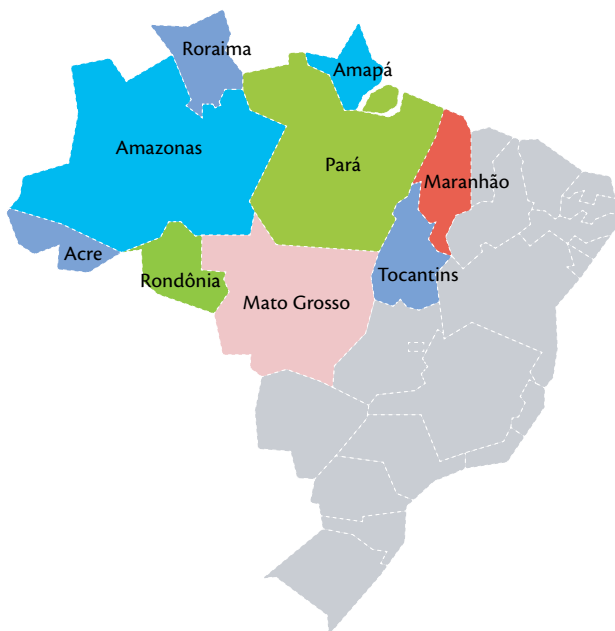 Roraima
Amapá
Amazonas
Pará
Maranhão
Acre
Rondônia
Tocantins
Mato Grosso